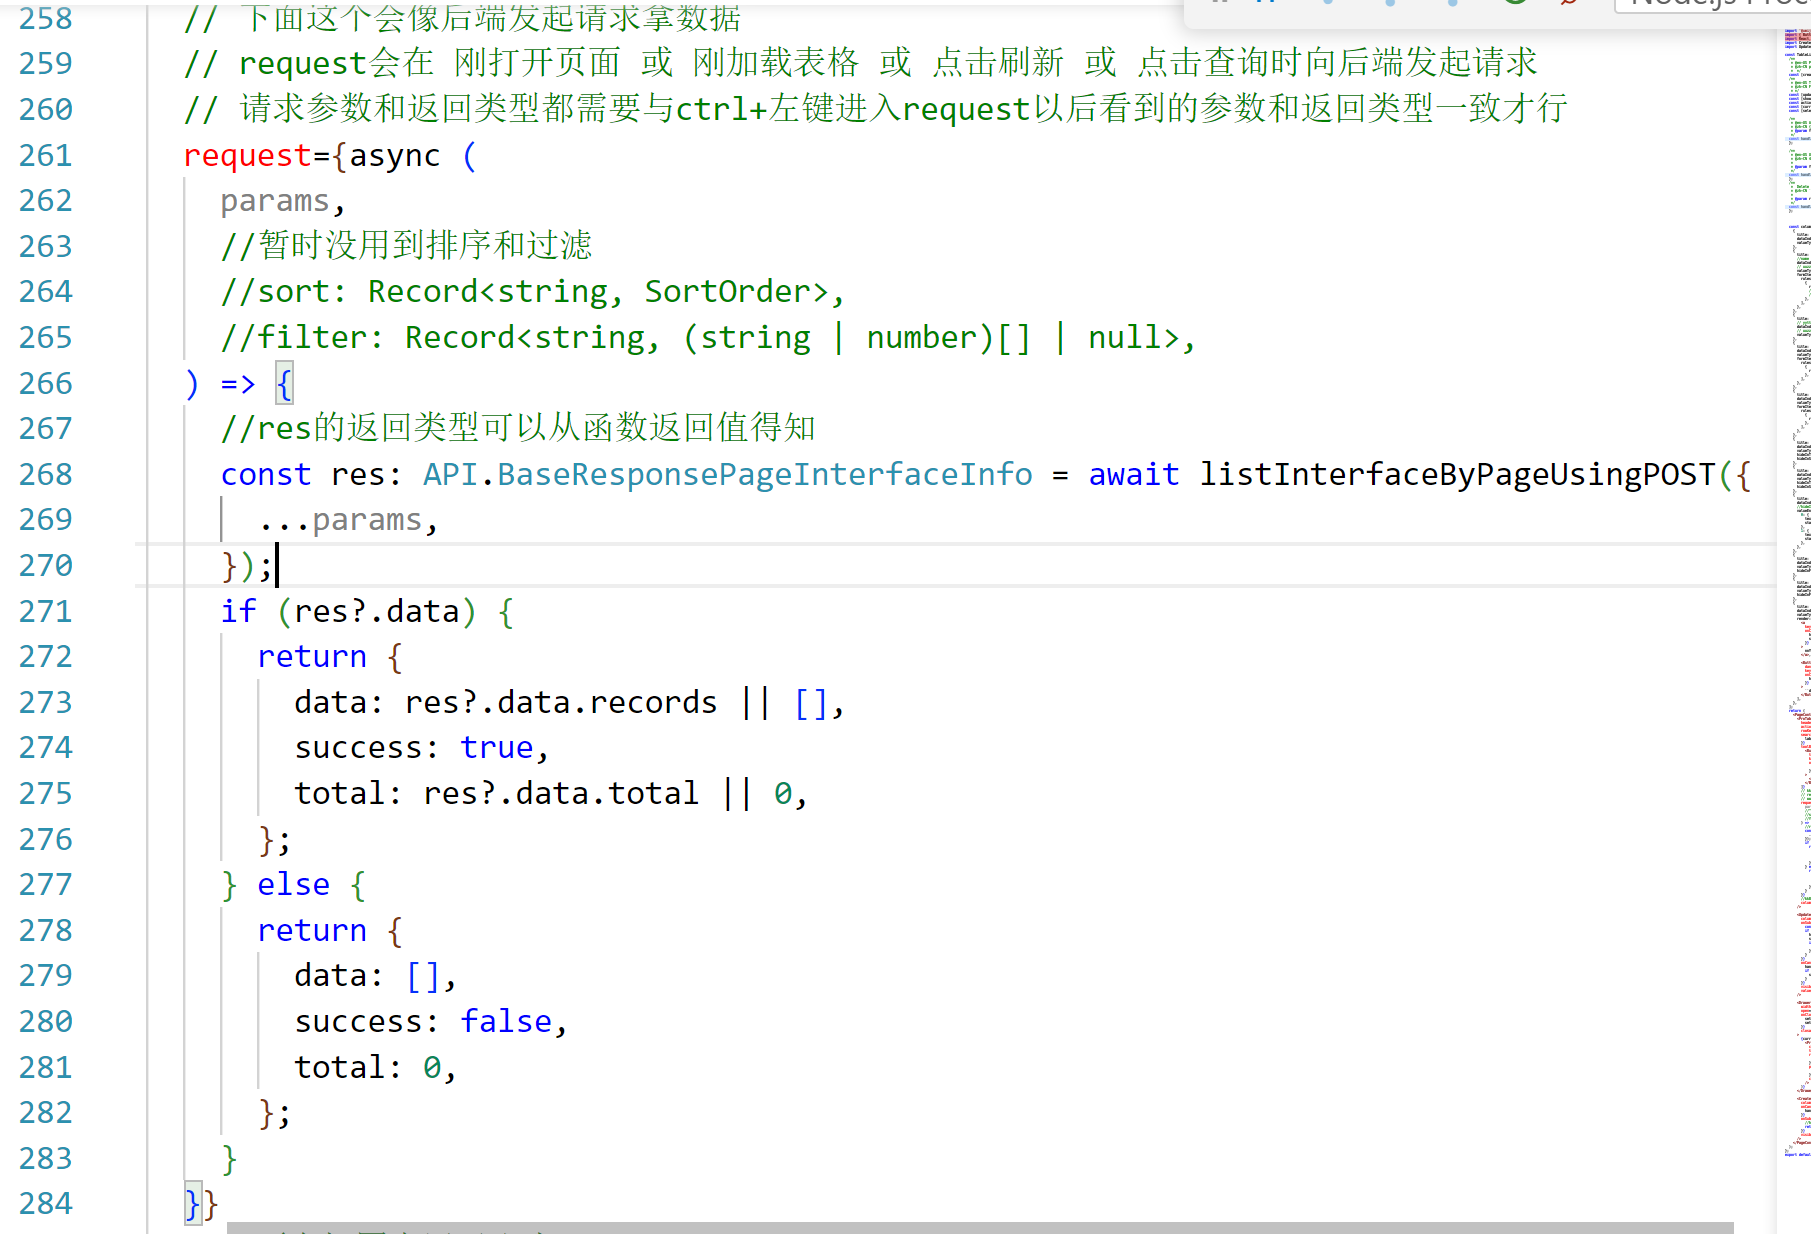 Node.js Proc
258 // 下面这个会像后端发起请求拿数据
259 // request会在 刚打开页面 或 刚加载表格 或 点击刷新 或 点击查询时向后端发起请求
260 // 请求参数和返回类型都需要与ctrl+左键进入request以后看到的参数和返回类型一致才行
261 request={async (
262 params,
263 //暂时没用到排序和过滤
264 //sort: Record<string, SortOrder>,
265 //filter: Record<string, (string | number)[] | null>,
266 ) => {
267 //res的返回类型可以从函数返回值得知
268 const res: API.BaseResponsePageInterfaceInfo = await listInterfaceByPageUsingPOST({
269 ...params,
270 });
271 if (res?.data) {
272 return {
273 data: res?.data.records || [],
274 success: true,
275 total: res?.data.total || 0,
276 };
277 } else {
278 return {
279 data: [],
280 success: false,
281 total: 0,
282 };
283 }
284 }}